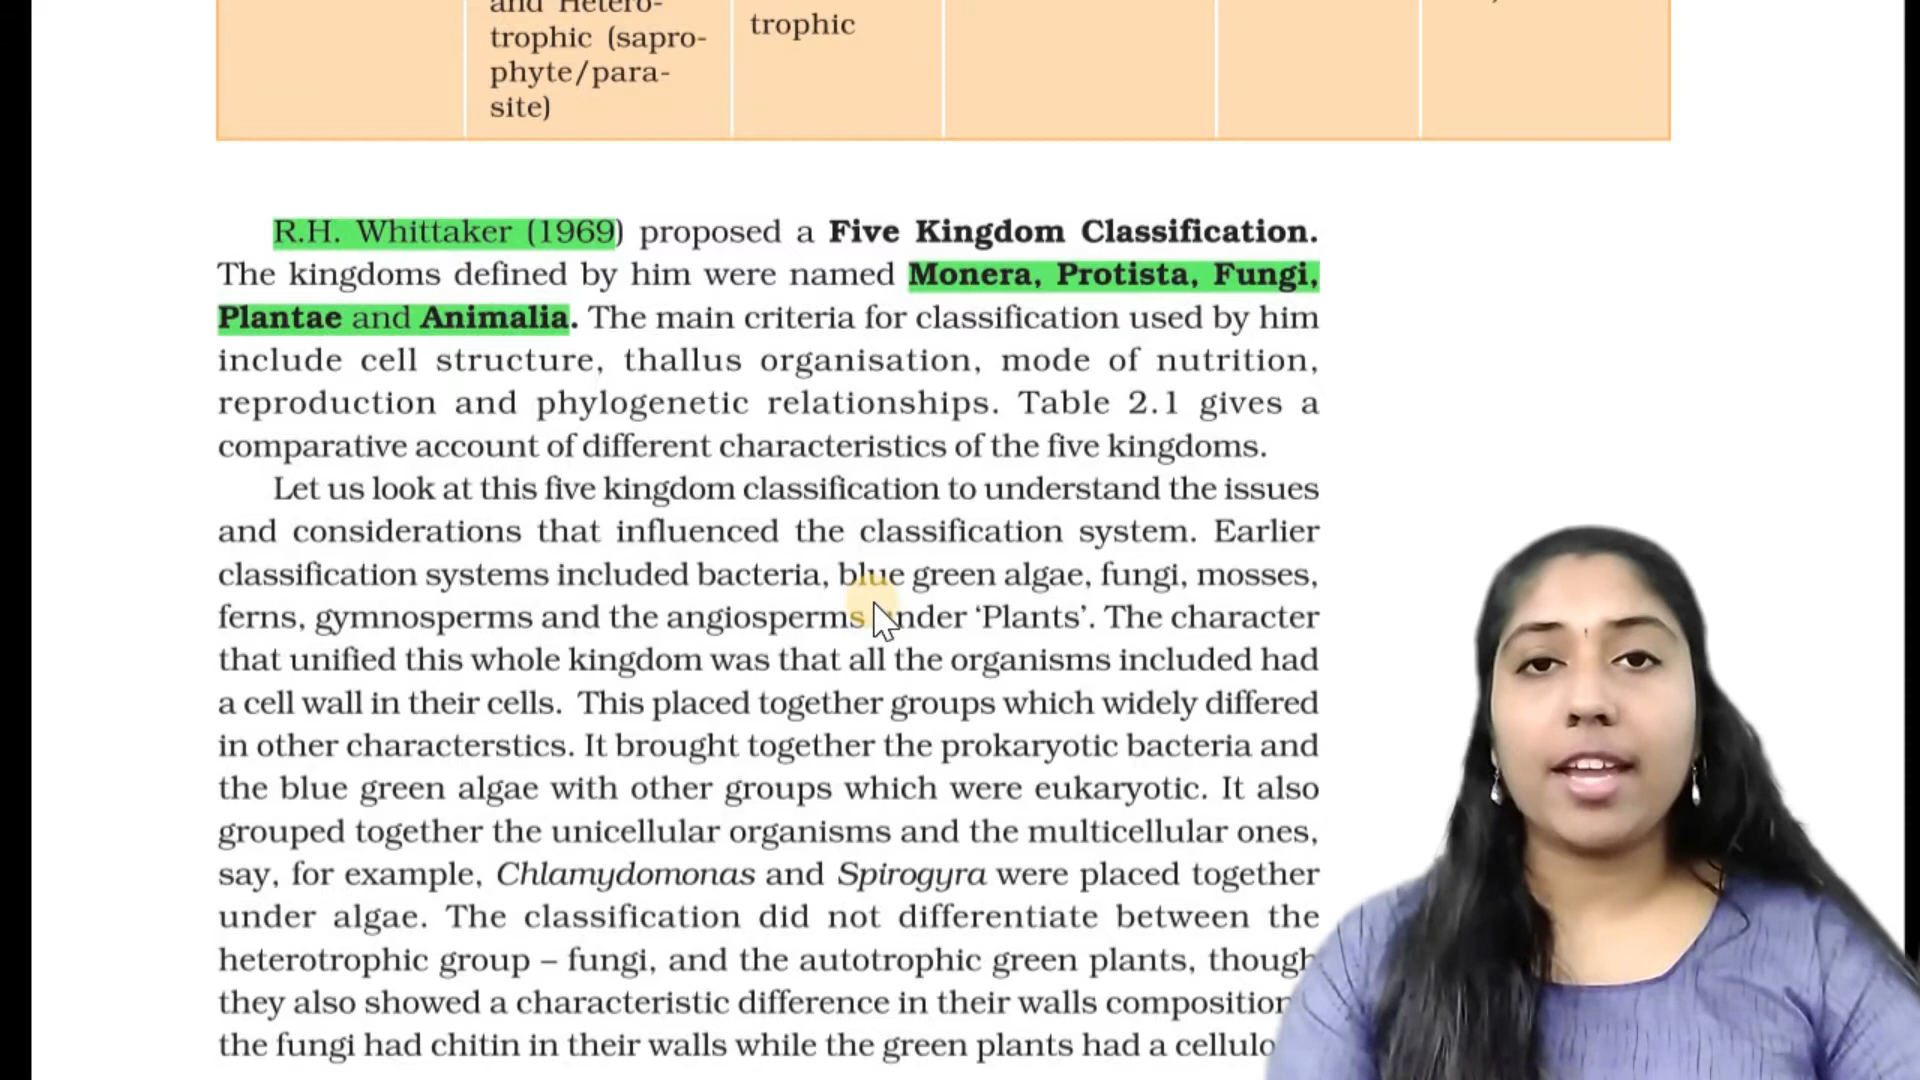 and Hetero-
trophic (sapro-
phyte/para-
site)
trophic
R.H. Whittaker (1969) proposed a Five Kingdom Classification.
The kingdoms defined by him were named Monera, Protista, Fungi,
Plantae and Animalia. The main criteria for classification used by him
include cell structure, thallus organisation, mode of nutrition,
reproduction and phylogenetic relationships. Table 2.1 gives a
comparative account of different characteristics of the five kingdoms.
Let us look at this five kingdom classification to understand the issues
and considerations that influenced the classification system. Earlier
classification systems included bacteria, blue green algae, fungi, mosses,
ferns, gymnosperms and the angiosperms under ‘Plants’. The character
that unified this whole kingdom was that all the organisms included had
a cell wall in their cells. This placed together groups which widely differed
in other characterstics. It brought together the prokaryotic bacteria and
the blue green algae with other groups which were eukaryotic. It also
grouped together the unicellular organisms and the multicellular ones,
say, for example, Chlamydomonas and Spirogyra were placed together
under algae. The classification did not differentiate between the
heterotrophic group – fungi, and the autotrophic green plants, though
they also showed a characteristic difference in their walls composition
the fungi had chitin in their walls while the green plants had a